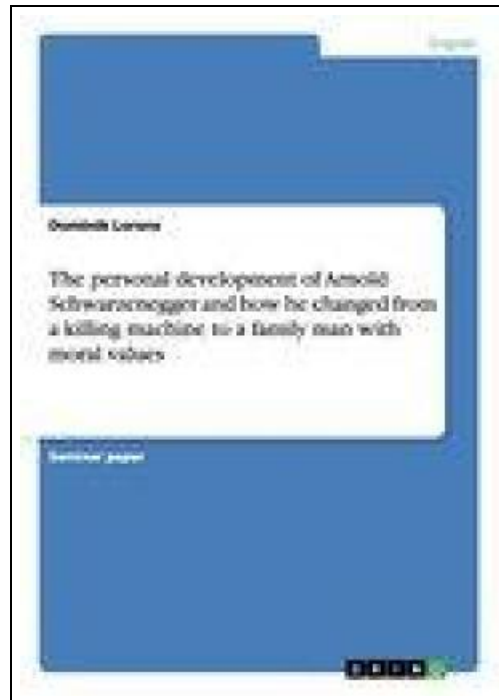 Dominik Lorenz
The personal development of Arnold
Schwarzenegger and how he changed from
a killing machine to a family man with
moral values
Seminar paper